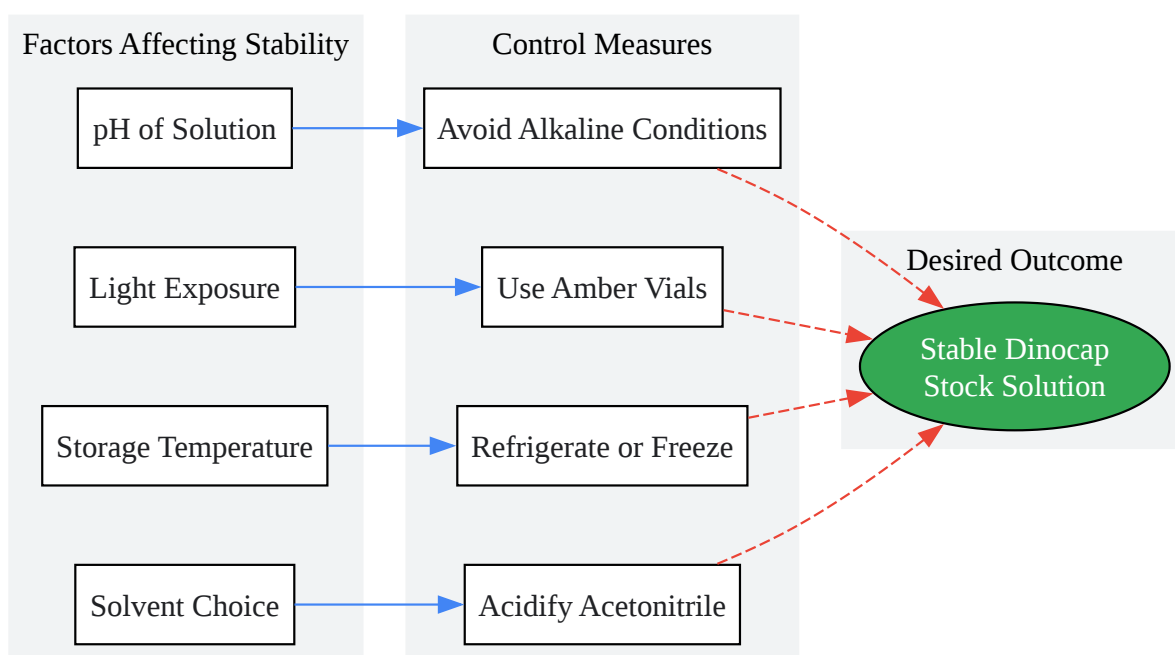 Factors Affecting Stability
Control Measures
pH of Solution
Avoid Alkaline Conditions
Light Exposure
Use Amber Vials
Desired Outcome
Stable Dinocap
Stock Solution
Storage Temperature
Refrigerate or Freeze
Solvent Choice
Acidify Acetonitrile